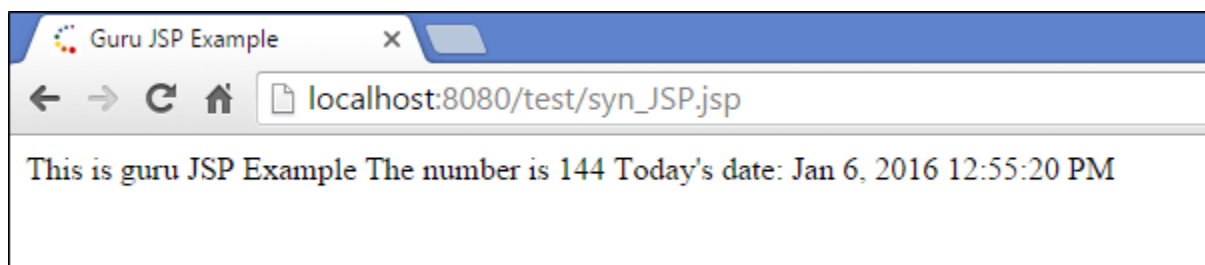 Guru JSP Example
localhost:8080/test/syn_JSP.jsp
This is guru JSP Example The number is 144 Today's date: Jan 6, 2016 12:55:20 PM